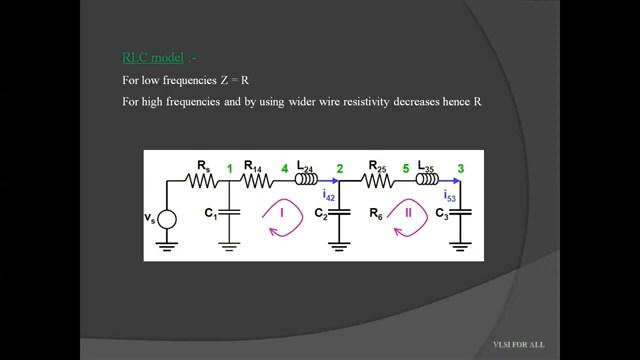 RLC model :-
For low frequencies Z = R
For high frequencies and by using wider wire resistivity decreases hence R
Rs 1 R14 4 L24 2 R25 5 L35 3
i42 i53
vs C1 I C2 R6 II C3
VLSI FOR ALL